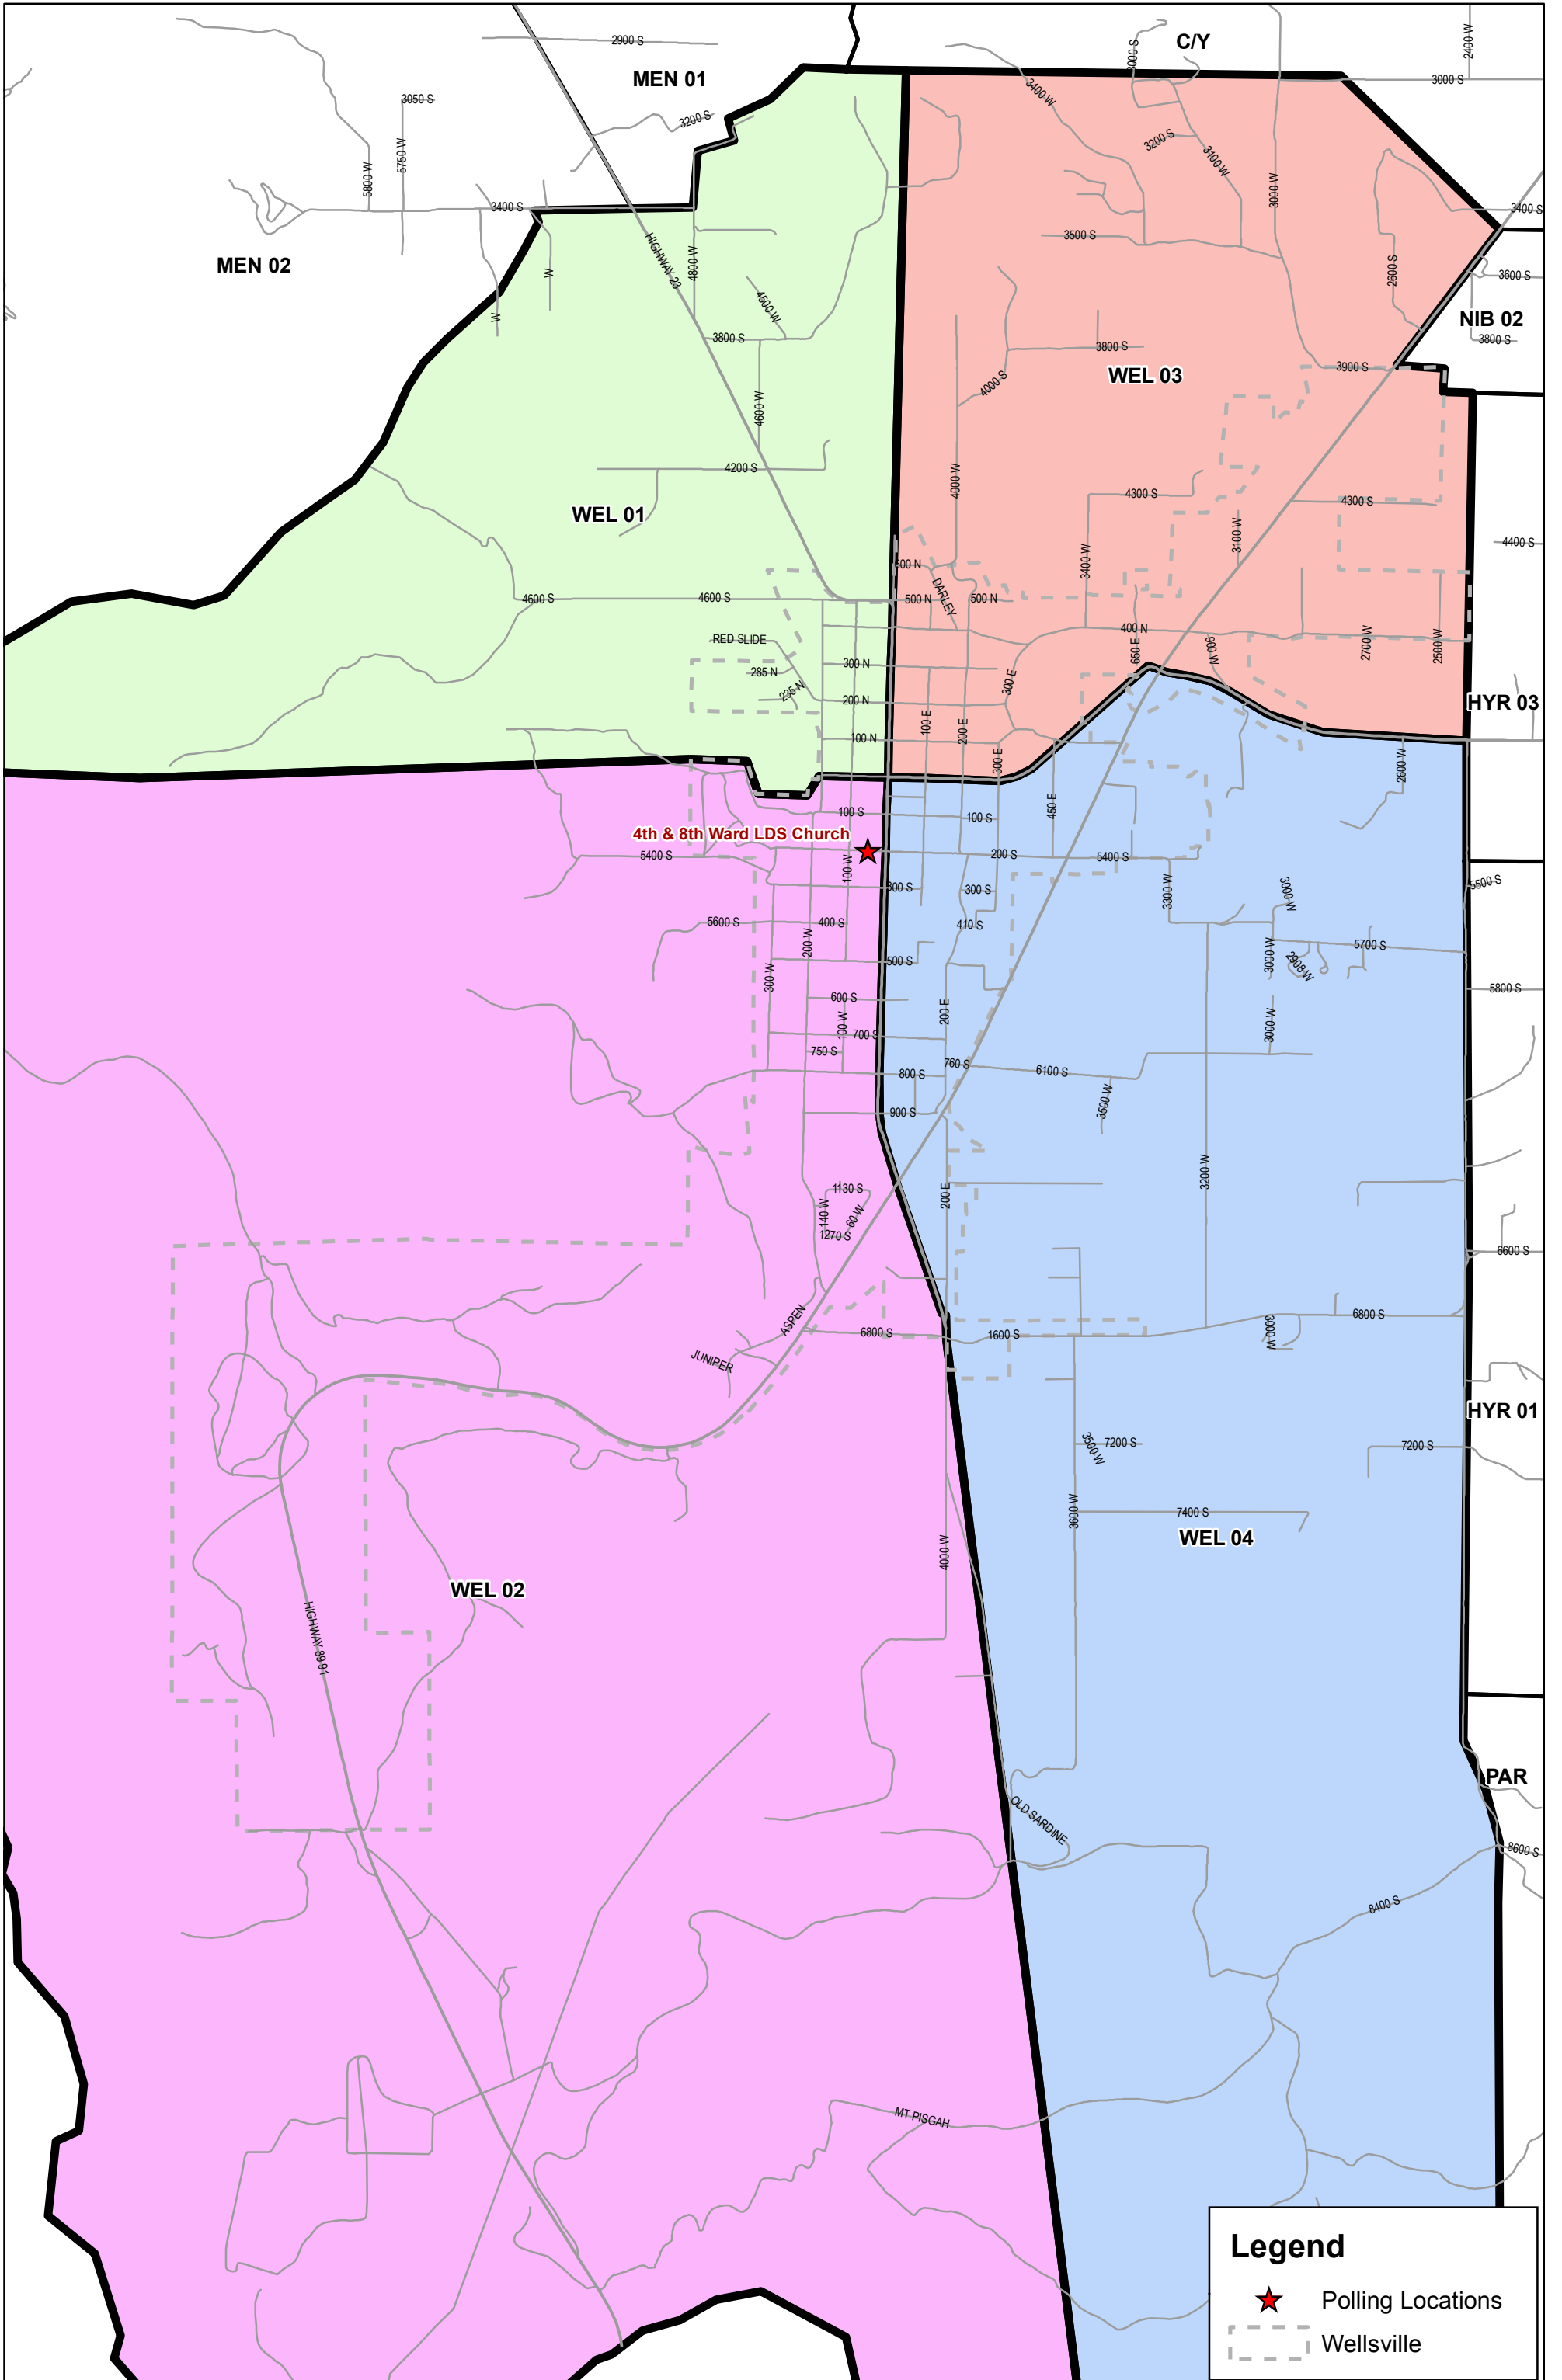 C/Y
2900 S
2400 W
3000 S
MEN 01
3000 S
3400 W
3050 S
3200 S
5750 W
3200 S
3100 W
5800 W
3000 W
3400 S
3400 S
MEN 02
HIGHWAY 23
4800 W
3500 S
2600 S
3600 S
W
4500 W
W
NIB 02
3800 S
3800 S
3800 S
3900 S
WEL 03
4000 S
4600 W
4200 S
4000 W
4300 S
4300 S
WEL 01
3100 W
4400 S
3400 W
500 N
DARLEY
4600 S
4600 S
500 N
500 N
400 N
RED SLIDE
650 E
900 W
2700 W
2500 W
300 N
285 N
235 N
300 E
200 N
HYR 03
100 E
200 E
100 N
300 E
2600 W
100 S
450 E
100 S
4th & 8th Ward LDS Church
5400 S
100 W
200 S
5400 S
300 S
300 S
3300 W
3000 W
5500 S
5600 S
400 S
410 S
200 W
300 W
500 S
3000 W
2908 W
5700 S
5800 S
600 S
200 E
100 W
700 S
3000 W
750 S
760 S
800 S
6100 S
3500 W
900 S
3200 W
1130 S
200 E
140 W
60 W
1270 S
6600 S
ASPEN
6800 S
1600 S
3000 W
6800 S
JUNIPER
HYR 01
3500 W
7200 S
7200 S
3600 W
7400 S
WEL 04
4000 W
WEL 02
HIGHWAY 89/91
PAR
OLD SARDINE
8600 S
8400 S
MT PISGAH
Legend
Polling Locations
Wellsville